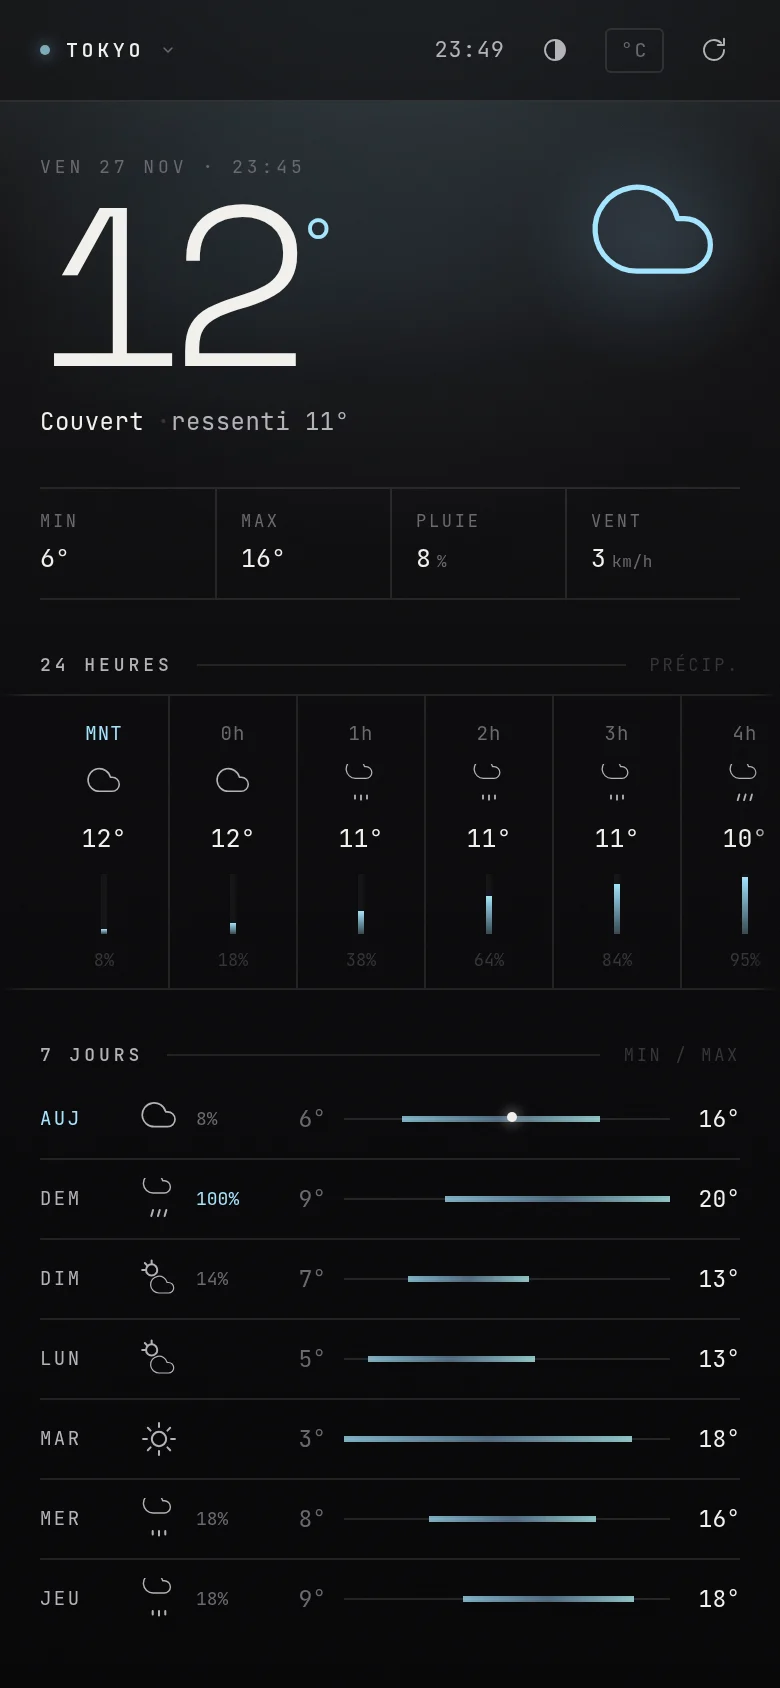 TOKYO 23:49 °C
VEN 27 NOV · 23:45
12°
Couvert · ressenti 11°
MIN MAX PLUIE VENT
6° 16° 8 % 3 km/h
24 HEURES PRÉCIP.
MNT 0h 1h 2h 3h 4h
12° 12° 11° 11° 11° 10°
8% 18% 38% 64% 84% 95%
7 JOURS MIN / MAX
AUJ 8% 6° 16°
DEM 100% 9° 20°
DIM 14% 7° 13°
LUN 5° 13°
MAR 3° 18°
MER 18% 8° 16°
JEU 18% 9° 18°